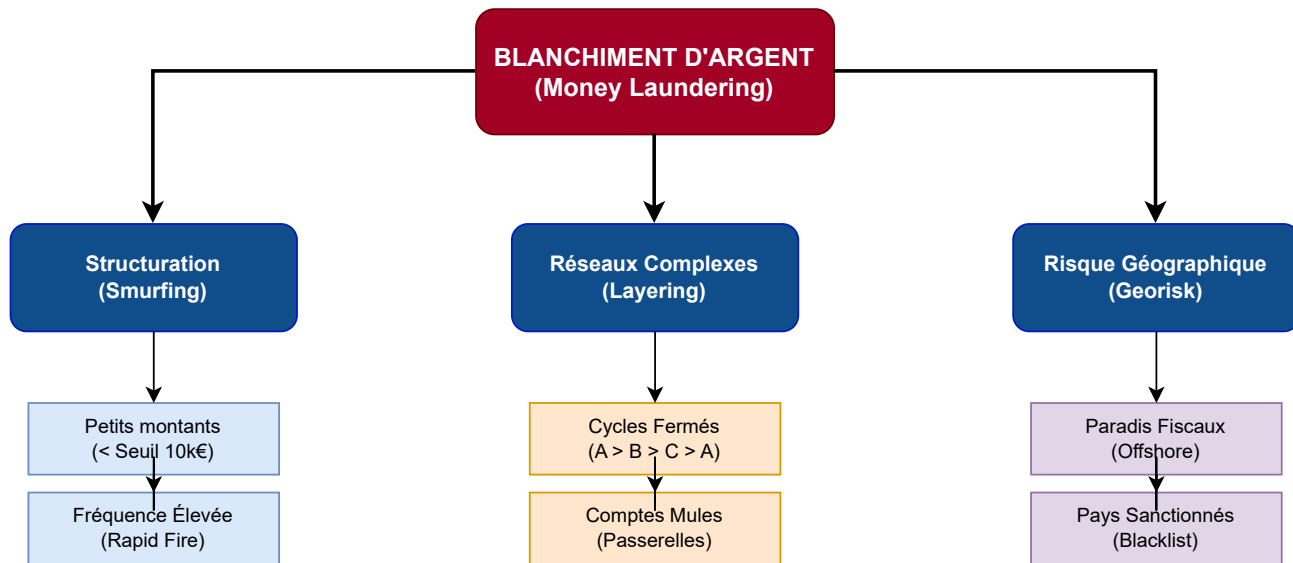 BLANCHIMENT D'ARGENT
(Money Laundering)
Structuration
(Smurfing)
Réseaux Complexes
(Layering)
Risque Géographique
(Georisk)
Petits montants
(< Seuil 10k€)
Cycles Fermés
(A > B > C > A)
Paradis Fiscaux
(Offshore)
Fréquence Élevée
(Rapid Fire)
Comptes Mules
(Passerelles)
Pays Sanctionnés
(Blacklist)